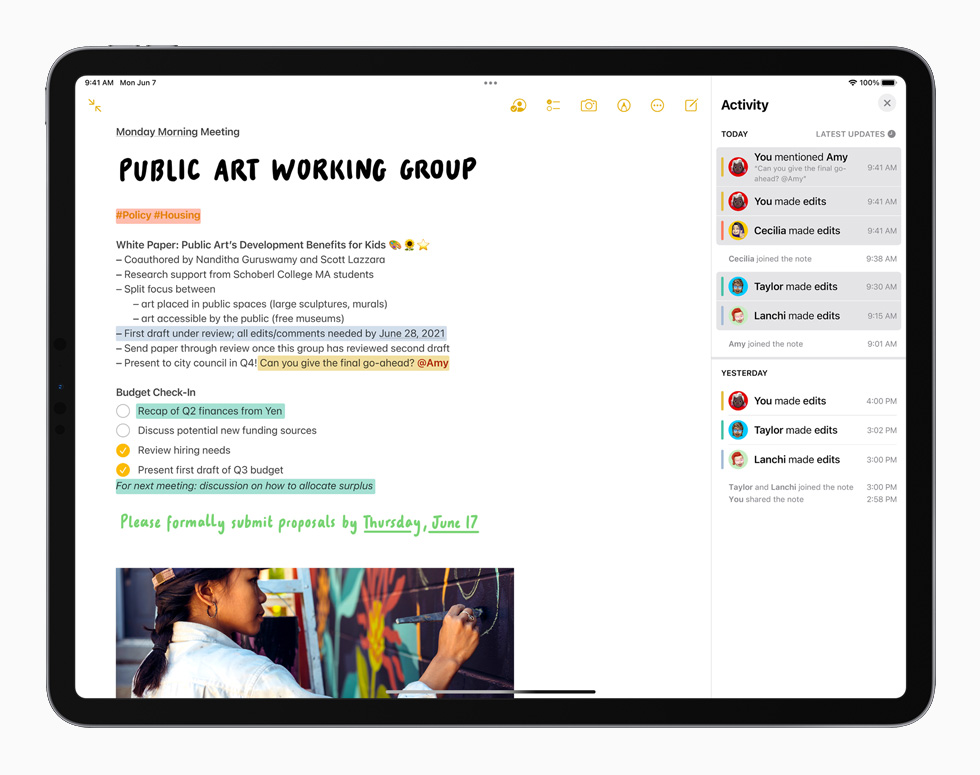 9:41 AM Mon Jun 7
100%
Monday Morning Meeting
PUBLIC ART WORKING GROUP
#Policy #Housing
White Paper: Public Art's Development Benefits for Kids 🎨🌻⭐
– Coauthored by Nanditha Guruswamy and Scott Lazzara
– Research support from Schoberl College MA students
– Split focus between
– art placed in public spaces (large sculptures, murals)
– art accessible by the public (free museums)
– First draft under review; all edits/comments needed by June 28, 2021
– Send paper through review once this group has reviewed second draft
– Present to city council in Q4! Can you give the final go-ahead? @Amy
Budget Check-In
Recap of Q2 finances from Yen
Discuss potential new funding sources
Review hiring needs
Present first draft of Q3 budget
For next meeting: discussion on how to allocate surplus
Please formally submit proposals by Thursday, June 17
Activity
TODAY LATEST UPDATES
You mentioned Amy
"Can you give the final go-
ahead? @Amy"
9:41 AM
You made edits 9:41 AM
Cecilia made edits 9:41 AM
Cecilia joined the note 9:38 AM
Taylor made edits 9:30 AM
Lanchi made edits 9:15 AM
Amy joined the note 9:01 AM
YESTERDAY
You made edits 4:00 PM
Taylor made edits 3:02 PM
Lanchi made edits 3:00 PM
Taylor and Lanchi joined the note 3:00 PM
You shared the note 2:58 PM